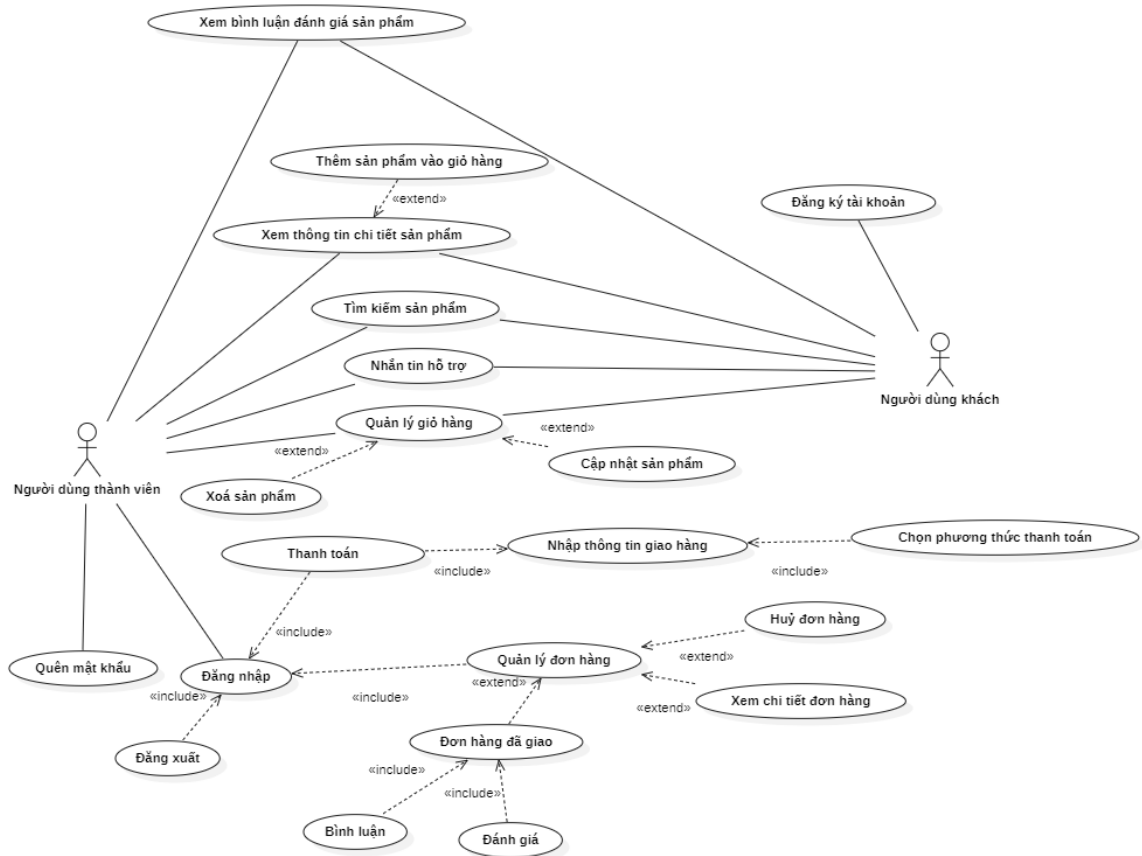 Xem bình luận đánh giá sản phẩm
Thêm sản phẩm vào giỏ hàng
«extend»
Đăng ký tài khoản
Xem thông tin chi tiết sản phẩm
Tìm kiếm sản phẩm
Nhắn tin hỗ trợ
Người dùng khách
Quản lý giỏ hàng
«extend»
«extend»
Cập nhật sản phẩm
Người dùng thành viên
Xoá sản phẩm
Chọn phương thức thanh toán
Thanh toán
Nhập thông tin giao hàng
«include»
«include»
Huỷ đơn hàng
«include»
«extend»
Quên mật khẩu
Đăng nhập
Quản lý đơn hàng
«extend»
«include»
«include»
Xem chi tiết đơn hàng
«extend»
Đơn hàng đã giao
Đăng xuất
«include»
«include»
Bình luận
Đánh giá